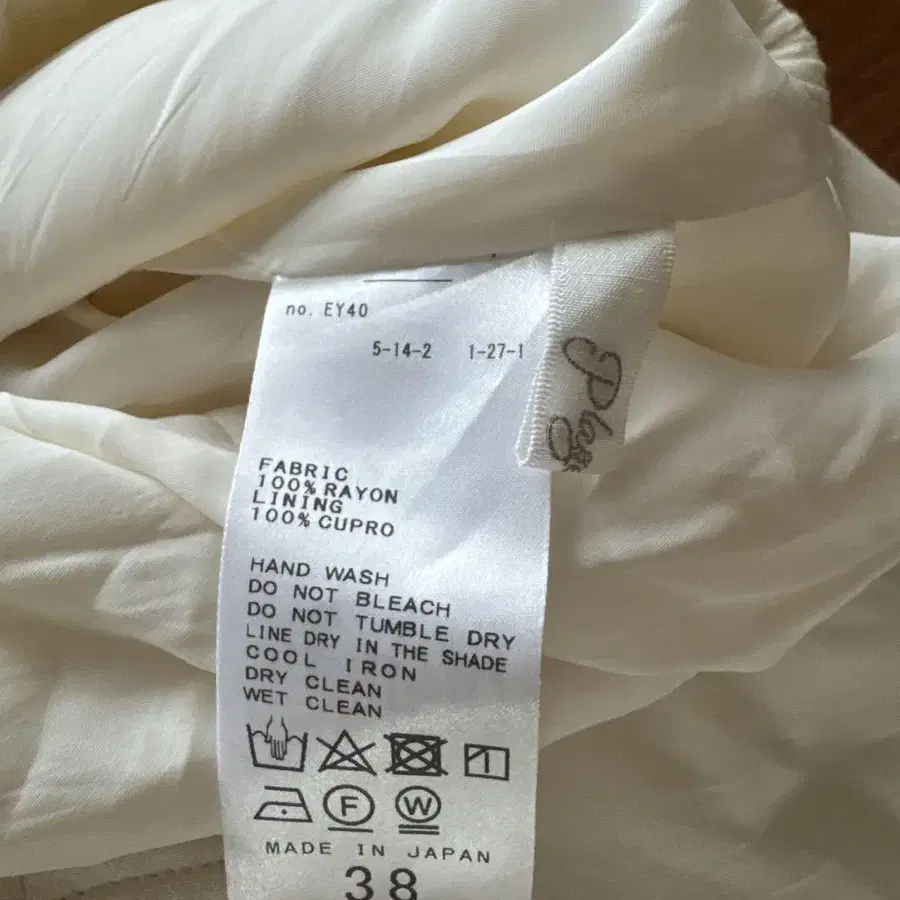 no. EY40
5-14-2 1-27-1
FABRIC
100% RAYON
LINING
100% CUPRO
HAND WASH
DO NOT BLEACH
DO NOT TUMBLE DRY
LINE DRY IN THE SHADE
COOL IRON
DRY CLEAN
WET CLEAN
F W
MADE IN JAPAN
38